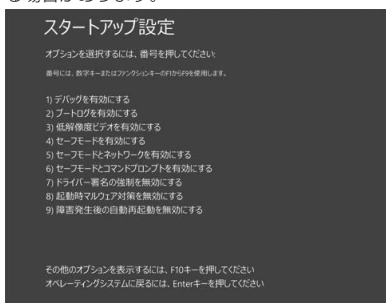 スタートアップ設定
オプションを選択するには、番号を押してください:
番号には、数字キーまたはファンクションキーのF1からF9を使用します。
1) デバッグを有効にする
2) ブートログを有効にする
3) 低解像度ビデオを有効にする
4) セーフモードを有効にする
5) セーフモードとネットワークを有効にする
6) セーフモードとコマンドプロンプトを有効にする
7) ドライバー署名の強制を無効にする
8) 起動時マルウェア対策を無効にする
9) 障害発生後の自動再起動を無効にする
その他のオプションを表示するには、F10キーを押してください
オペレーティングシステムに戻るには、Enterキーを押してください